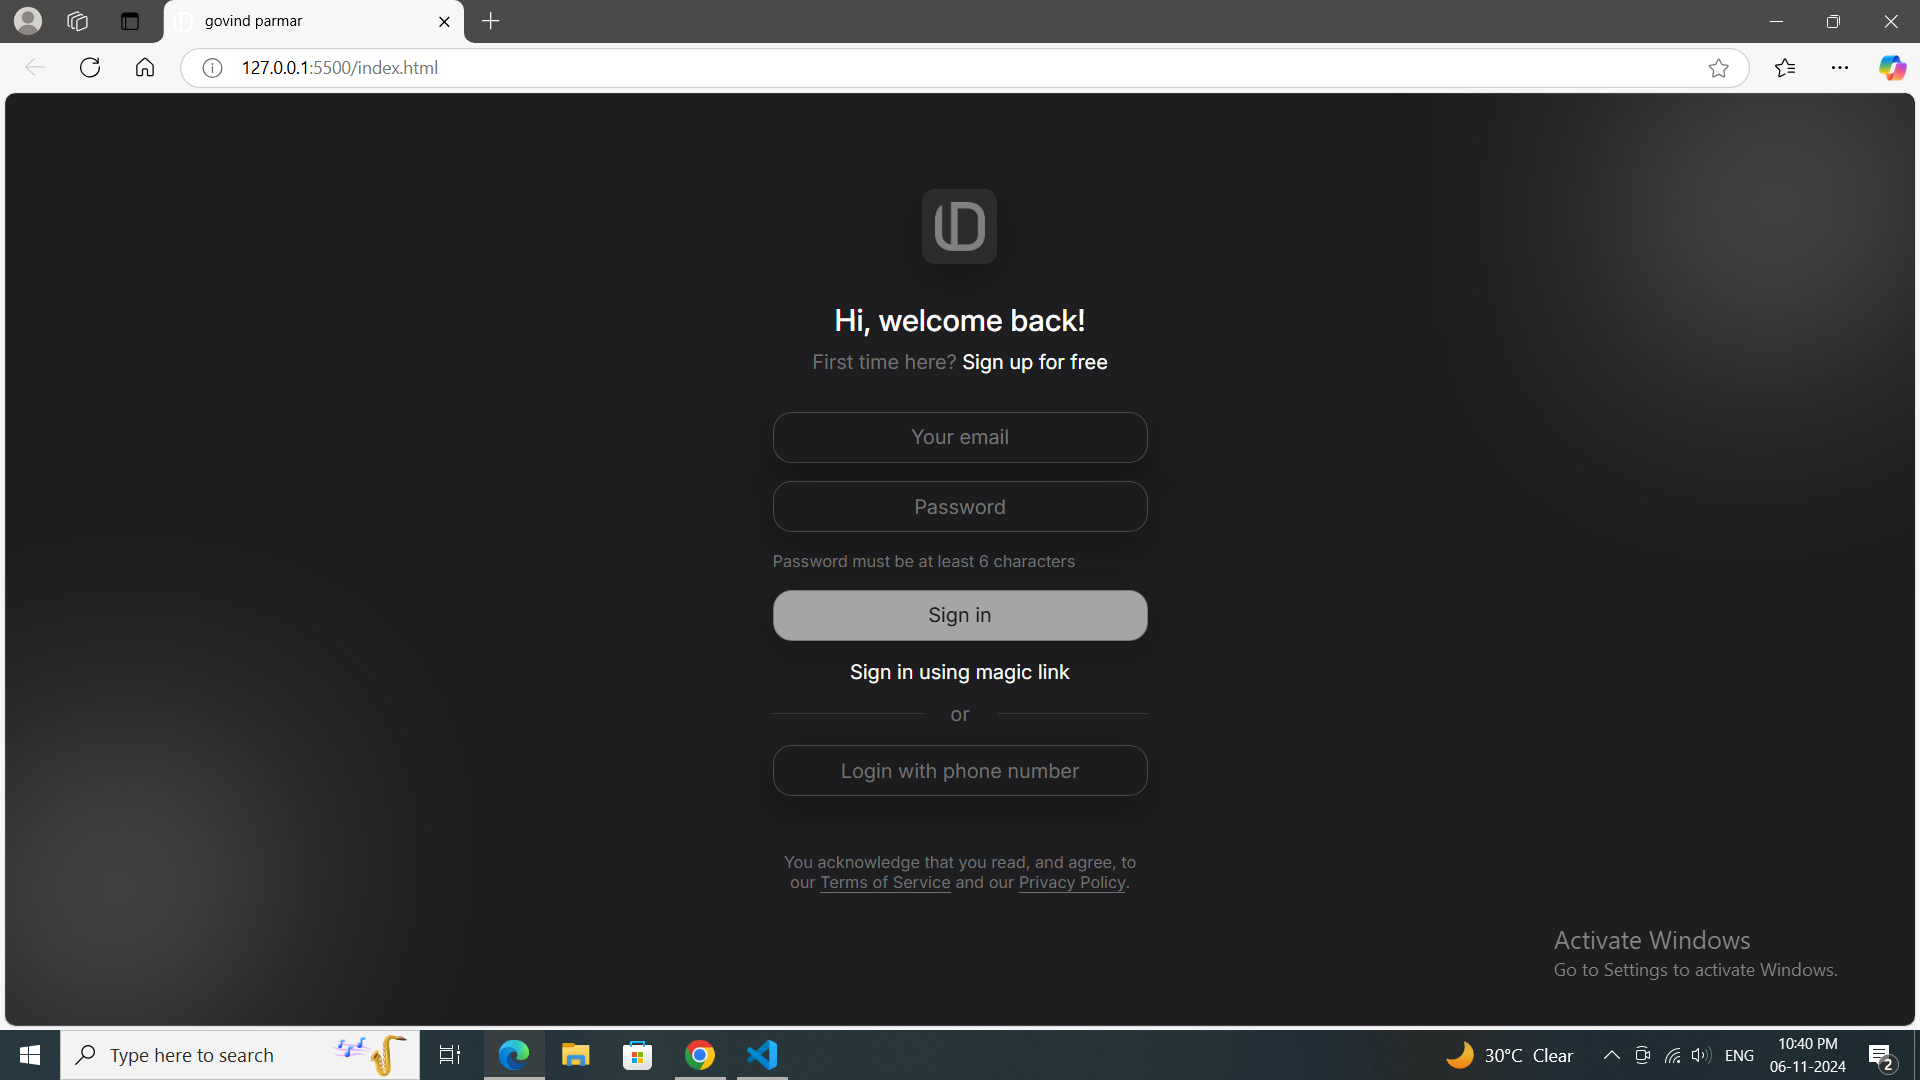 govind parmar
127.0.0.1:5500/index.html
Hi, welcome back!
First time here? Sign up for free
Your email
Password
Password must be at least 6 characters
Sign in
Sign in using magic link
or
Login with phone number
You acknowledge that you read, and agree, to
our Terms of Service and our Privacy Policy.
Activate Windows
Go to Settings to activate Windows.
Type here to search
30°C Clear
ENG
10:40 PM
06-11-2024
2